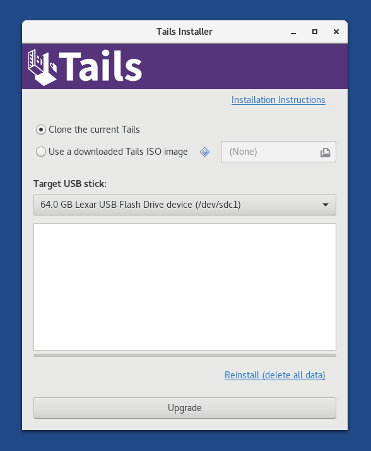 Tails Installer
Tails
Installation Instructions
Clone the current Tails
Use a downloaded Tails ISO image (None)
Target USB stick:
64.0 GB Lexar USB Flash Drive device (/dev/sdc1)
Reinstall (delete all data)
Upgrade